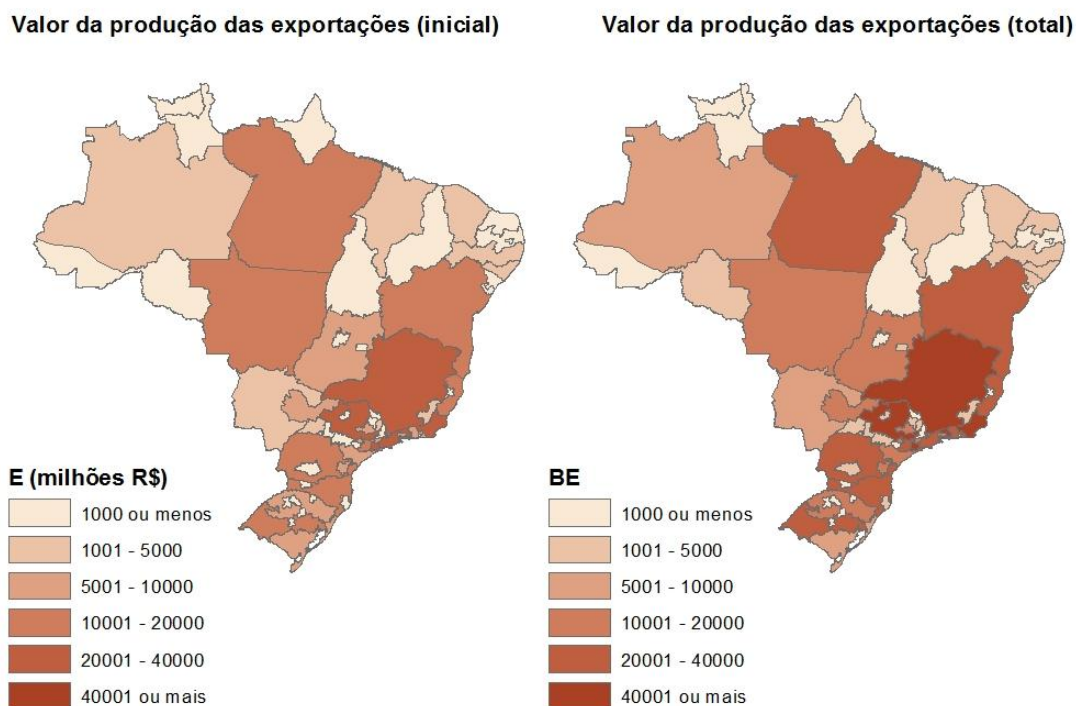 Valor da produção das exportações (inicial)
Valor da produção das exportações (total)
E (milhões R$)
1000 ou menos
1001 - 5000
5001 - 10000
10001 - 20000
20001 - 40000
40001 ou mais
BE
1000 ou menos
1001 - 5000
5001 - 10000
10001 - 20000
20001 - 40000
40001 ou mais